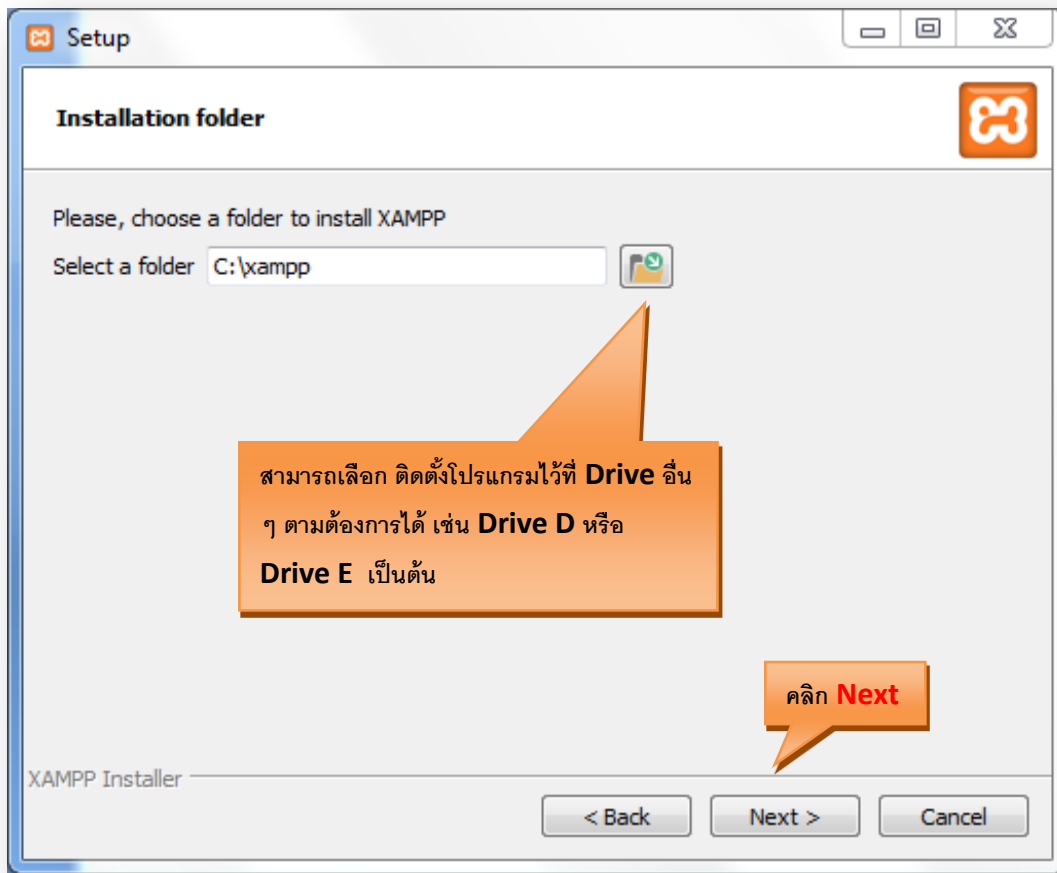 Setup
Installation folder
Please, choose a folder to install XAMPP
Select a folder C:\xampp
สามารถเลือก ติดตั้งโปรแกรมไว้ที่ Drive อื่น
ๆ ตามต้องการได้ เช่น Drive D หรือ
Drive E เป็นต้น
คลิก Next
XAMPP Installer
< Back Next > Cancel